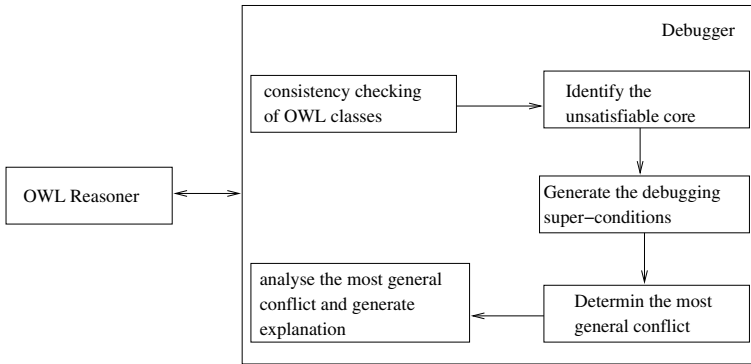 Debugger
consistency checking
of OWL classes
Identify the
unsatisfiable core
OWL Reasoner
Generate the debugging
super−conditions
analyse the most general
conflict and generate
explanation
Determin the most
general conflict